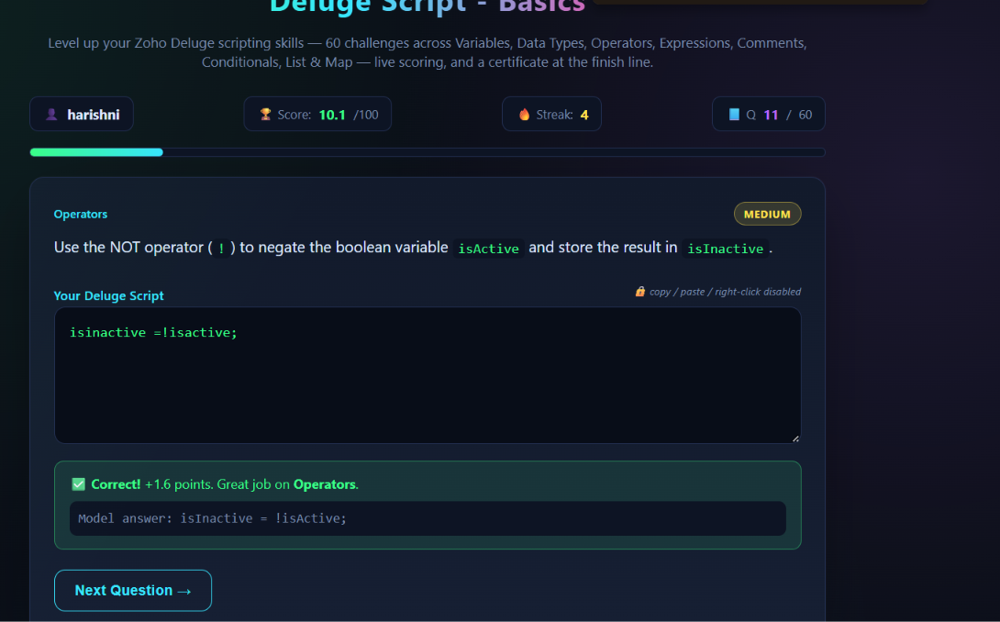 Deluge Script - Basics
Level up your Zoho Deluge scripting skills — 60 challenges across Variables, Data Types, Operators, Expressions, Comments,
Conditionals, List & Map — live scoring, and a certificate at the finish line.
harishni
Score: 10.1 /100
Streak: 4
Q 11 / 60
Operators
MEDIUM
Use the NOT operator ( ! ) to negate the boolean variable isActive and store the result in isInactive .
Your Deluge Script
copy / paste / right-click disabled
isinactive =!isactive;
✅ Correct! +1.6 points. Great job on Operators.
Model answer: isInactive = !isActive;
Next Question →